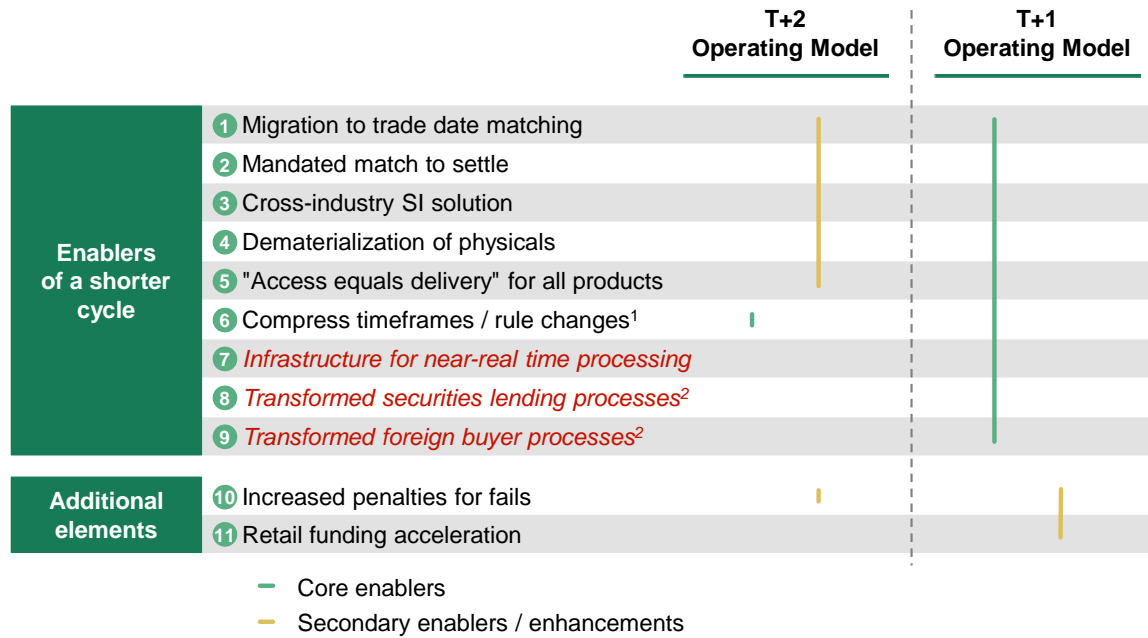 T+2
Operating Model
T+1
Operating Model
Enablers
of a shorter
cycle
1 Migration to trade date matching
2 Mandated match to settle
3 Cross-industry SI solution
4 Dematerialization of physicals
5 "Access equals delivery" for all products
6 Compress timeframes / rule changes¹
7 Infrastructure for near-real time processing
8 Transformed securities lending processes²
9 Transformed foreign buyer processes²
Additional
elements
10 Increased penalties for fails
11 Retail funding acceleration
Core enablers
Secondary enablers / enhancements